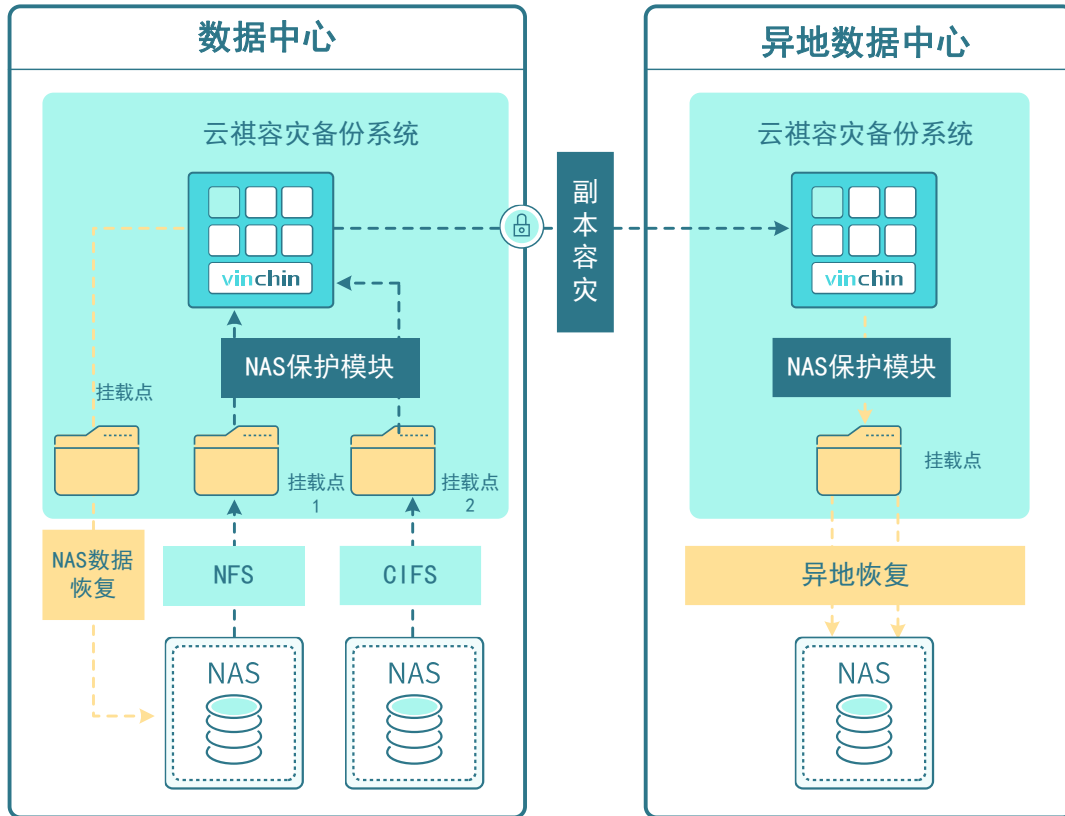 数据中心
云祺容灾备份系统
vinchin
NAS保护模块
挂载点
挂载点
1
挂载点
2
NAS数据
恢复
NFS
CIFS
NAS
NAS
副
本
容
灾
异地数据中心
云祺容灾备份系统
vinchin
NAS保护模块
挂载点
异地恢复
NAS